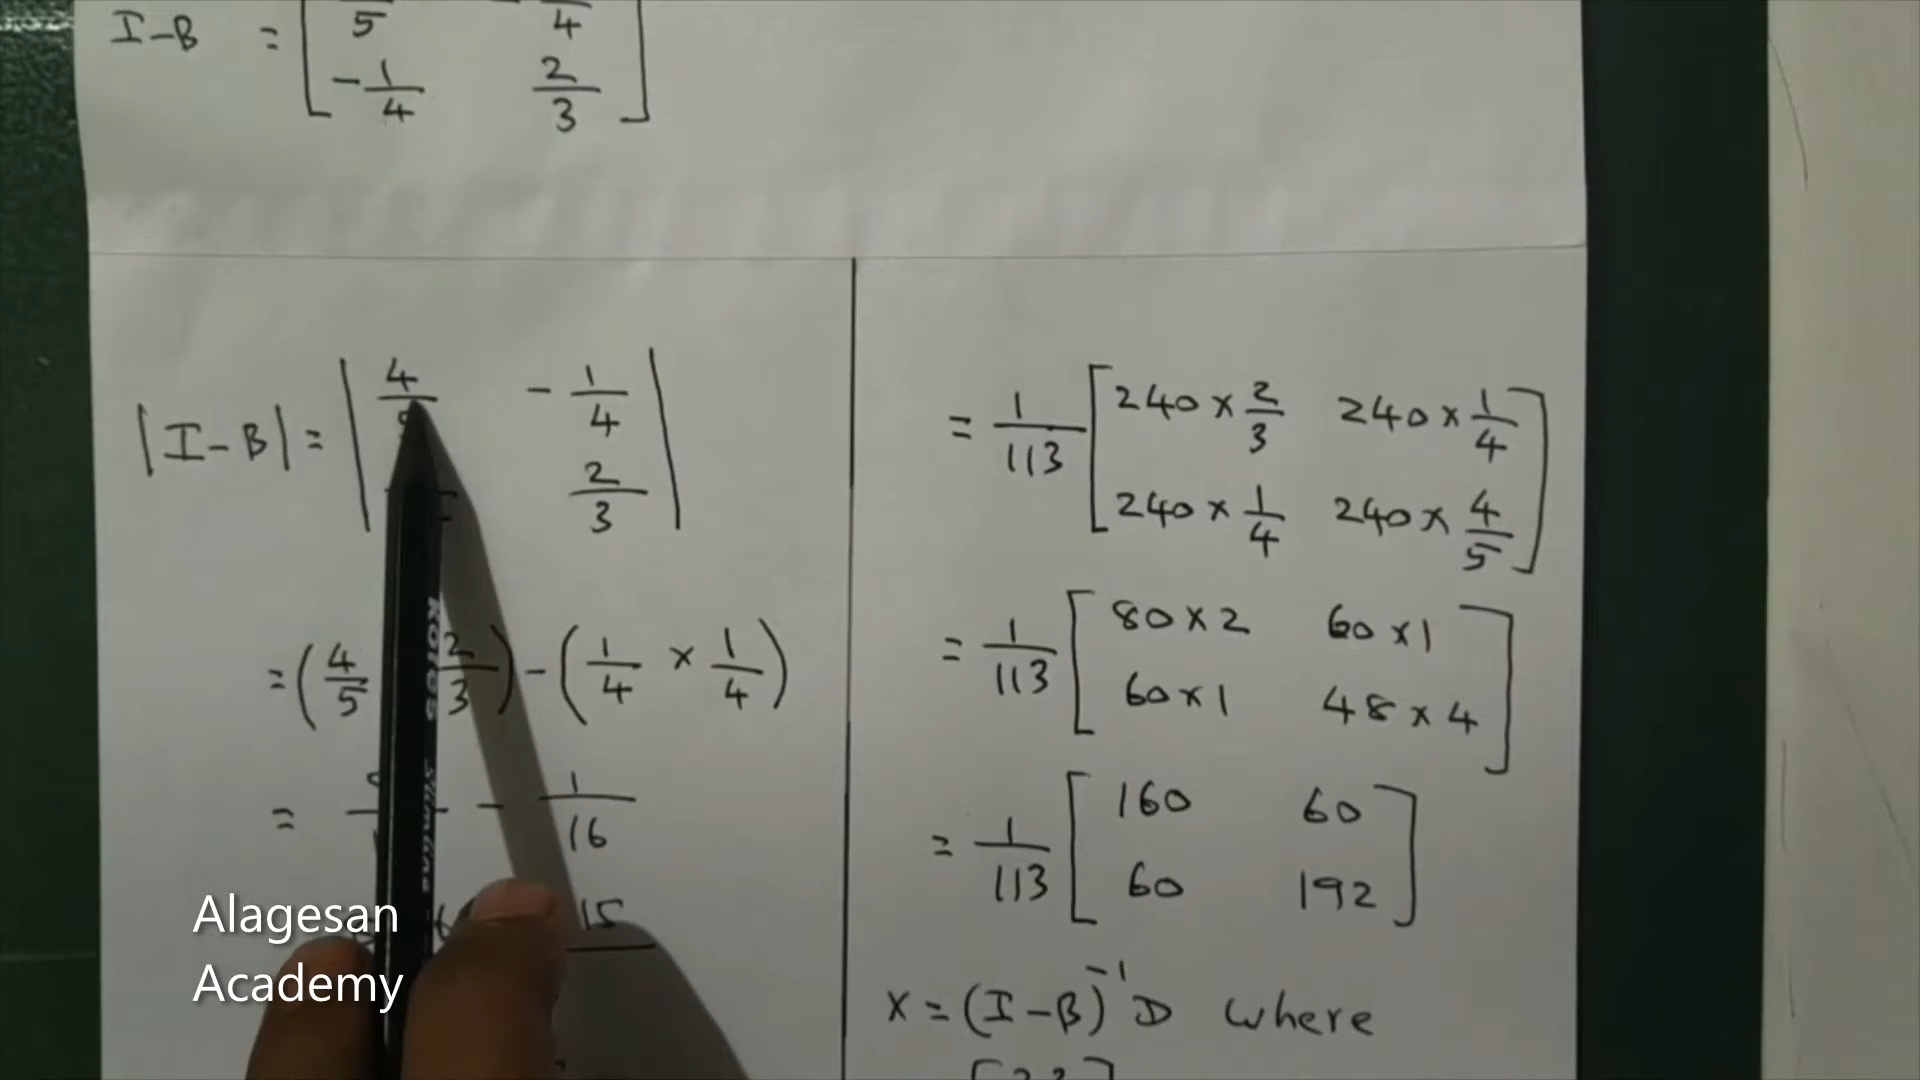 I-B = [ 5 - 4
-1/4 2/3 ]
|I-B| = | 4 -1/4
2/3 |
= (4/5 2/3) - (1/4 × 1/4)
= - 1/16
15
= 1/113 [ 240×2/3 240×1/4
240×1/4 240×4/5 ]
= 1/113 [ 80×2 60×1
60×1 48×4 ]
= 1/113 [ 160 60
60 192 ]
X = (I-B)⁻¹ D where
Alagesan
Academy